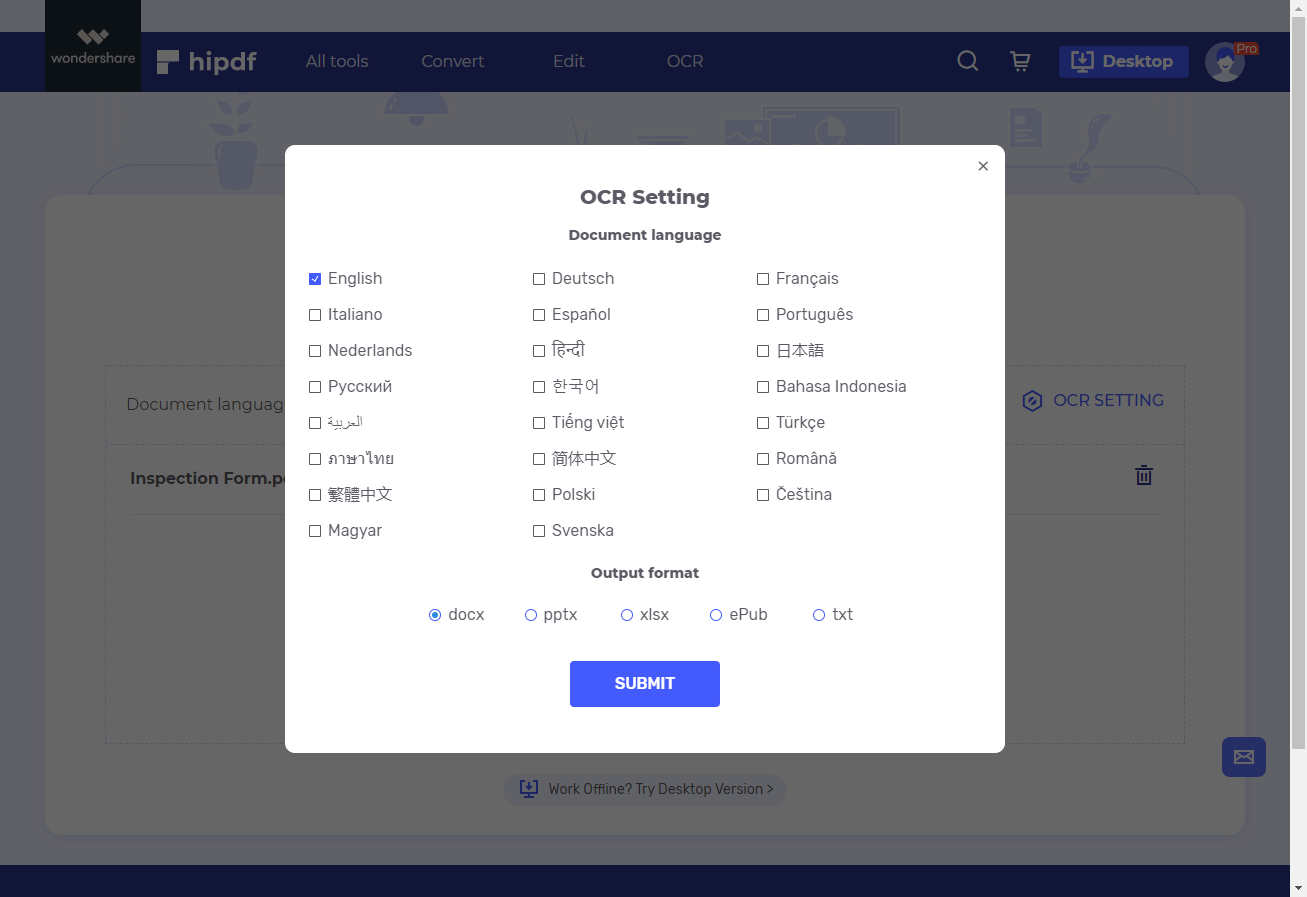 wondershare
hipdf
All tools
Convert
Edit
OCR
Desktop
Pro
OCR Setting
Document language
English
Deutsch
Français
Italiano
Español
Português
Nederlands
हिन्दी
日本語
Русский
한국어
Bahasa Indonesia
العربية
Tiếng việt
Türkçe
ภาษาไทย
简体中文
Română
繁體中文
Polski
Čeština
Magyar
Svenska
Output format
docx
pptx
xlsx
ePub
txt
SUBMIT
Document languag
OCR SETTING
Inspection Form.p
Work Offline? Try Desktop Version >